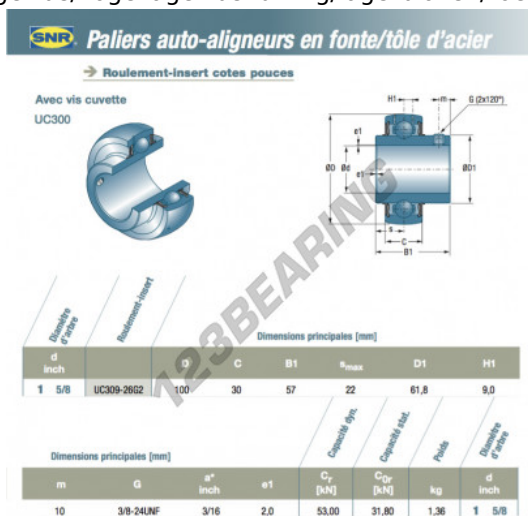 SNR Paliers auto-aligneurs en fonte/tôle d'acier
Roulement-insert cotes pouces
Avec vis cuvette
UC300
H1
m
G (2x120°)
e1
ØD
Ød
ØD1
e1
s
C
B1
123BEARING
Diamètre d'arbre
Roulement-insert
Dimensions principales [mm]
d inch
D C B1 smax D1 H1
1 5/8 UC309-26G2 100 30 57 22 61,8 9,0
Capacité dyn.
Capacité stat.
Poids
Diamètre d'arbre
Dimensions principales [mm]
m G a* inch e1 Cr [kN] C0r [kN] kg d inch
10 3/8-24UNF 3/16 2,0 53,00 31,80 1,36 1 5/8